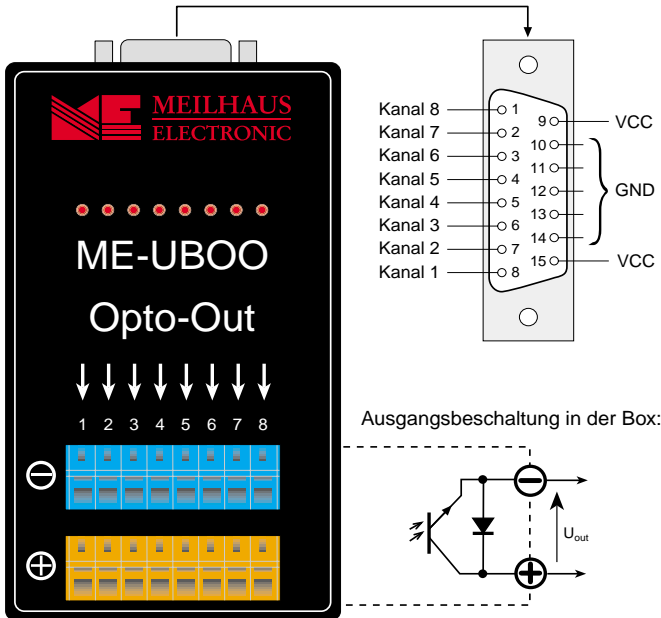 MEILHAUS
ELECTRONIC
ME-UBOO
Opto-Out
1 2 3 4 5 6 7 8
Kanal 8 1
Kanal 7 2
Kanal 6 3
Kanal 5 4
Kanal 4 5
Kanal 3 6
Kanal 2 7
Kanal 1 8
9 VCC
10
11
12 GND
13
14
15 VCC
Ausgangsbeschaltung in der Box:
−
+
−
+
Uout